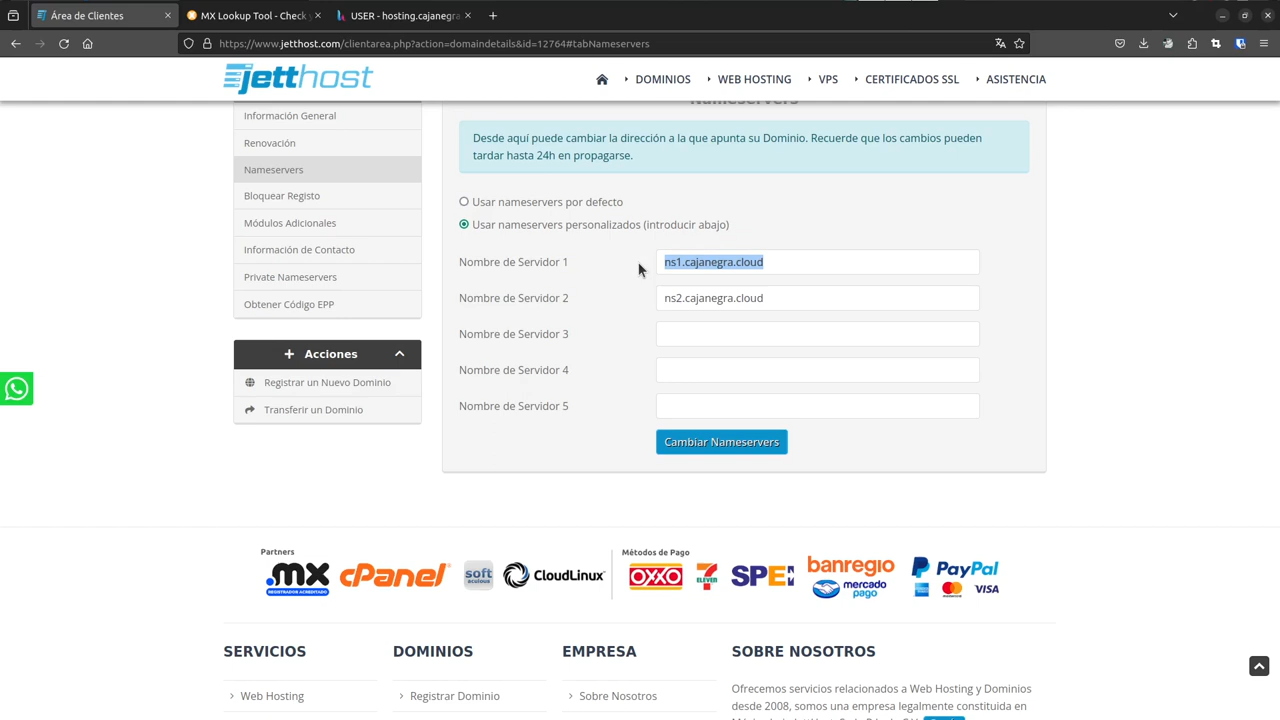 Área de Clientes
MX Lookup Tool - Check
USER - hosting.cajanegra
https://www.jetthost.com/clientarea.php?action=domaindetails&id=12764#tabNameservers
jetthost
DOMINIOS
WEB HOSTING
VPS
CERTIFICADOS SSL
ASISTENCIA
Nameservers
Información General
Renovación
Nameservers
Bloquear Registo
Módulos Adicionales
Información de Contacto
Private Nameservers
Obtener Código EPP
Acciones
Registrar un Nuevo Dominio
Transferir un Dominio
Desde aquí puede cambiar la dirección a la que apunta su Dominio. Recuerde que los cambios pueden
tardar hasta 24h en propagarse.
Usar nameservers por defecto
Usar nameservers personalizados (introducir abajo)
Nombre de Servidor 1
ns1.cajanegra.cloud
Nombre de Servidor 2
ns2.cajanegra.cloud
Nombre de Servidor 3
Nombre de Servidor 4
Nombre de Servidor 5
Cambiar Nameservers
Partners
.mx
REGISTRADOR ACREDITADO
cPanel
soft
aculous
CloudLinux
Métodos de Pago
OXXO
ELEVEN
SPEI
banregio
mercado
pago
PayPal
VISA
SERVICIOS
Web Hosting
DOMINIOS
Registrar Dominio
EMPRESA
Sobre Nosotros
SOBRE NOSOTROS
Ofrecemos servicios relacionados a Web Hosting y Dominios
desde 2008, somos una empresa legalmente constituida en